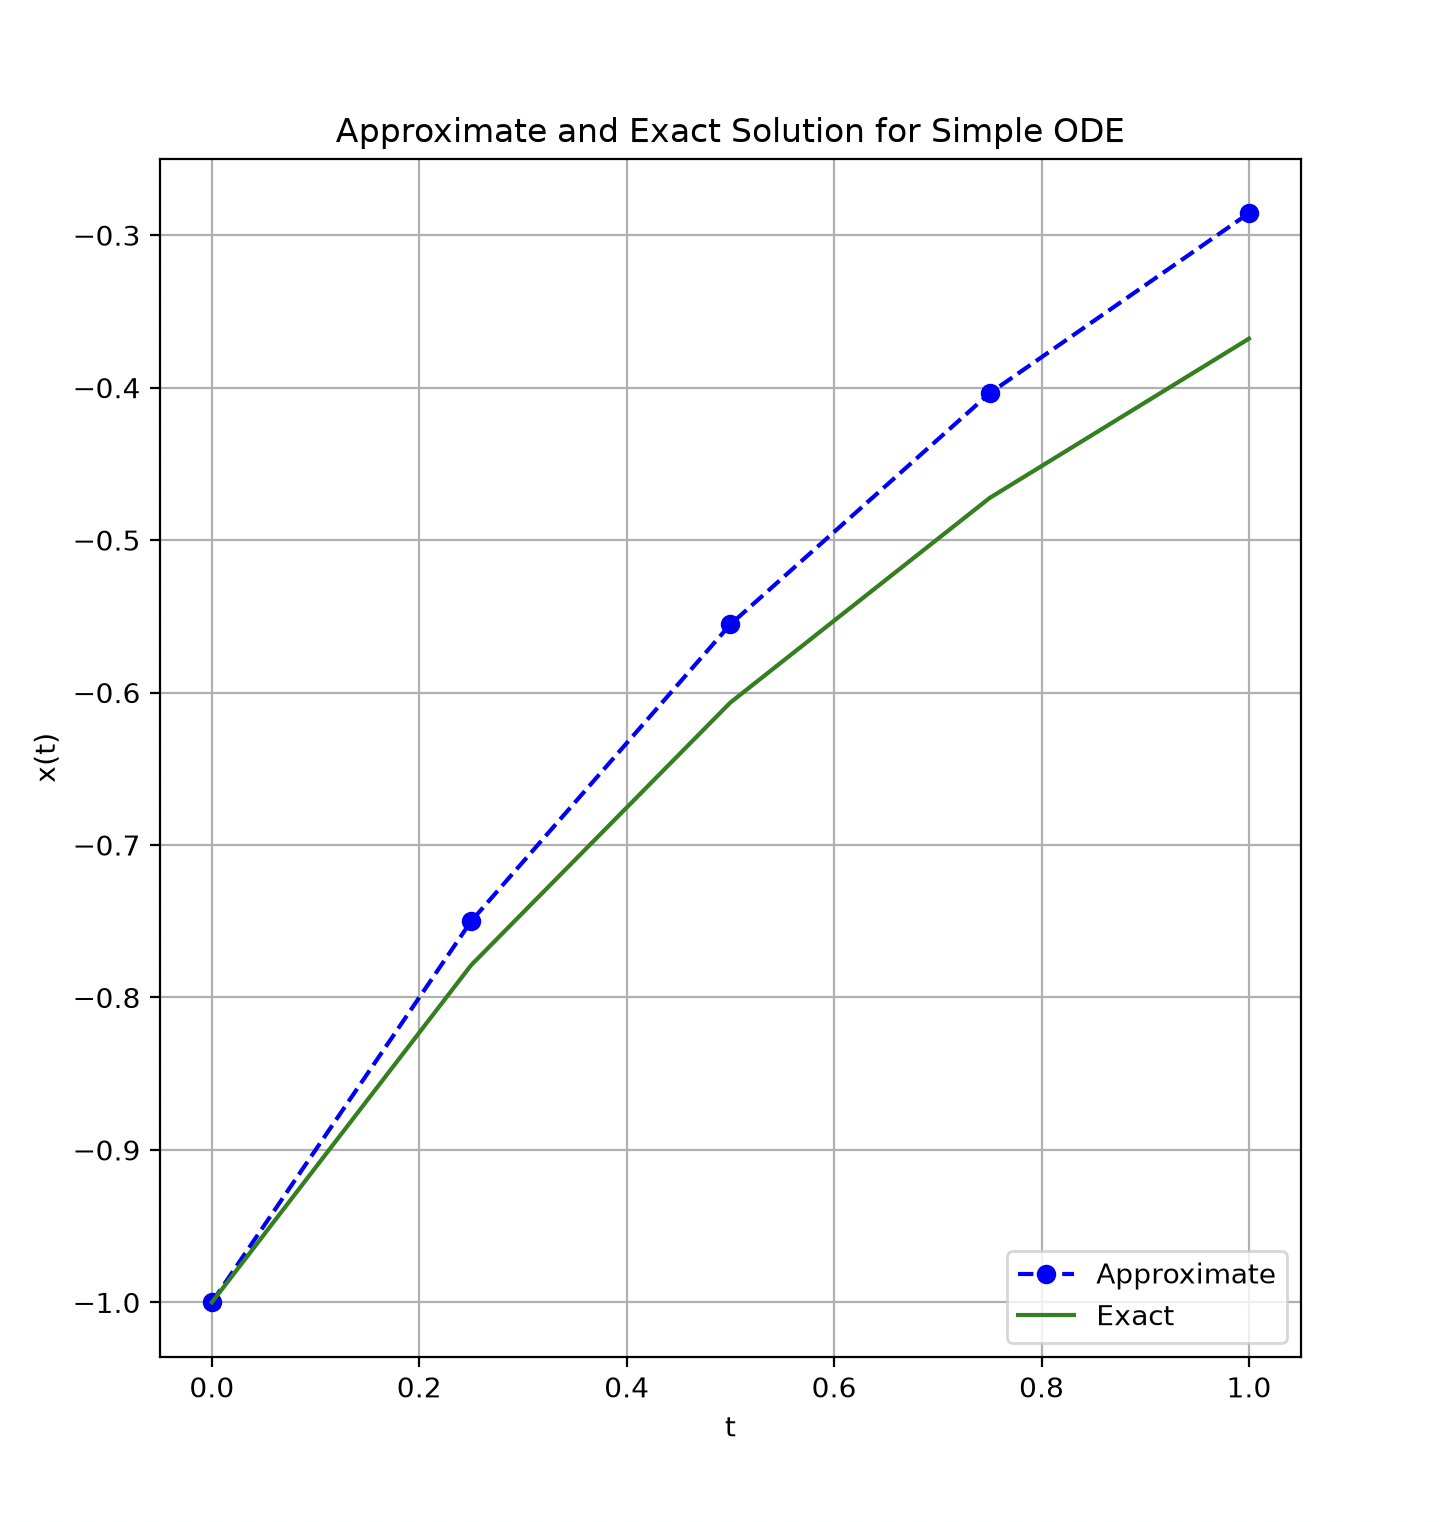 Approximate and Exact Solution for Simple ODE
x(t)
−0.3
−0.4
−0.5
−0.6
−0.7
−0.8
−0.9
−1.0
0.0 0.2 0.4 0.6 0.8 1.0
t
Approximate
Exact